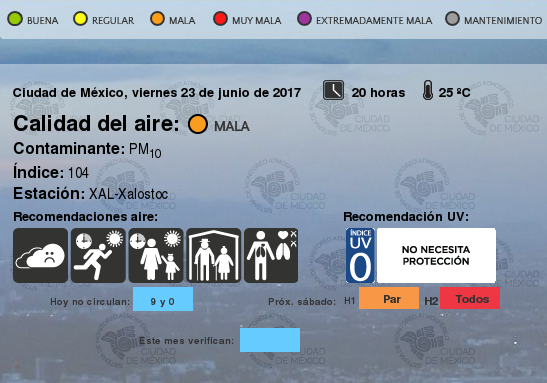 BUENA REGULAR MALA MUY MALA EXTREMADAMENTE MALA MANTENIMIENTO
Ciudad de México, viernes 23 de junio de 2017 20 horas 25 ºC
Calidad del aire: MALA
Contaminante: PM10
Índice: 104
Estación: XAL-Xalostoc
Recomendaciones aire: Recomendación UV:
ÍNDICE
UV
0
NO NECESITA
PROTECCIÓN
Hoy no circulan: 9 y 0 Próx. sábado: H1 Par H2 Todos
Este mes verifican:
CIUDAD
DE MÉXICO